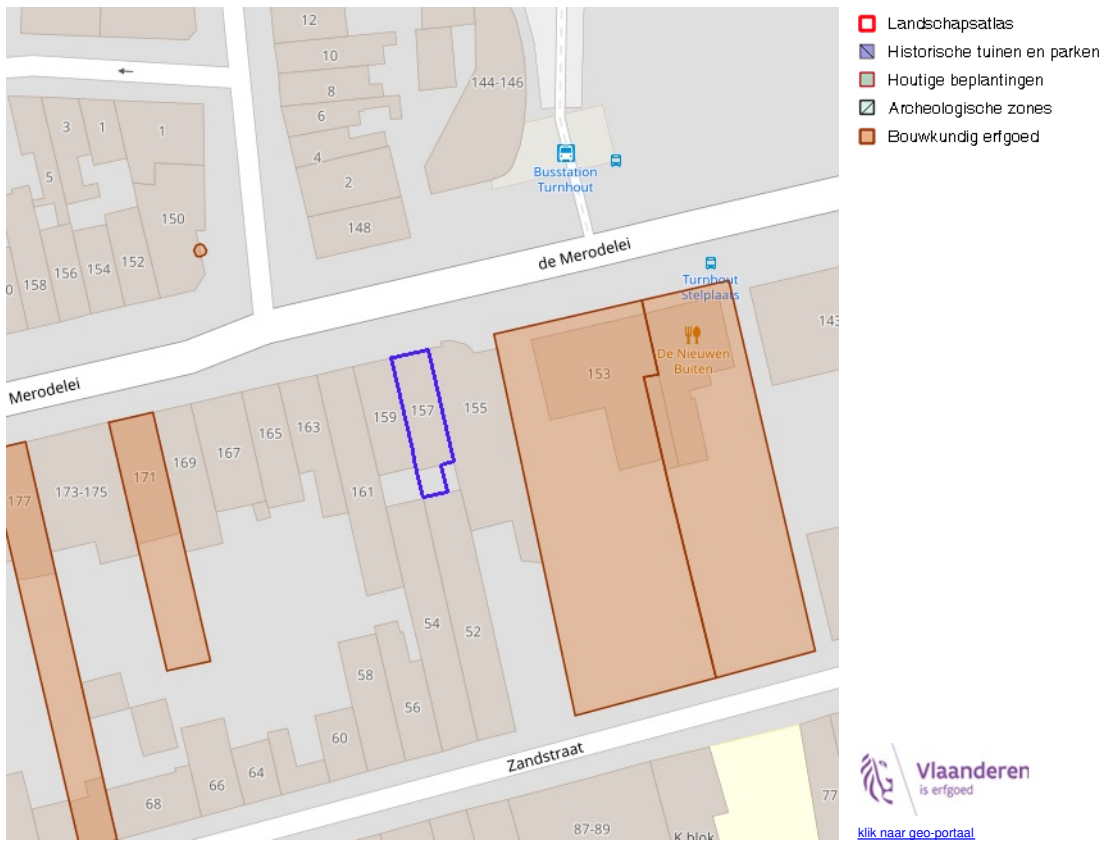 12
10
8
6
4
2
148
144-146
Busstation
Turnhout
3
1
1
5
150
152
154
156
158
0
de Merodelei
Turnhout
Stelplaats
De Nieuwen
Buiten
143
153
Merodelei
155
157
159
161
163
165
167
169
171
173-175
177
54
52
58
56
60
64
66
68
Zandstraat
87-89
K blok
77
Landschapsatlas
Historische tuinen en parken
Houtige beplantingen
Archeologische zones
Bouwkundig erfgoed
Vlaanderen
is erfgoed
klik naar geo-portaal